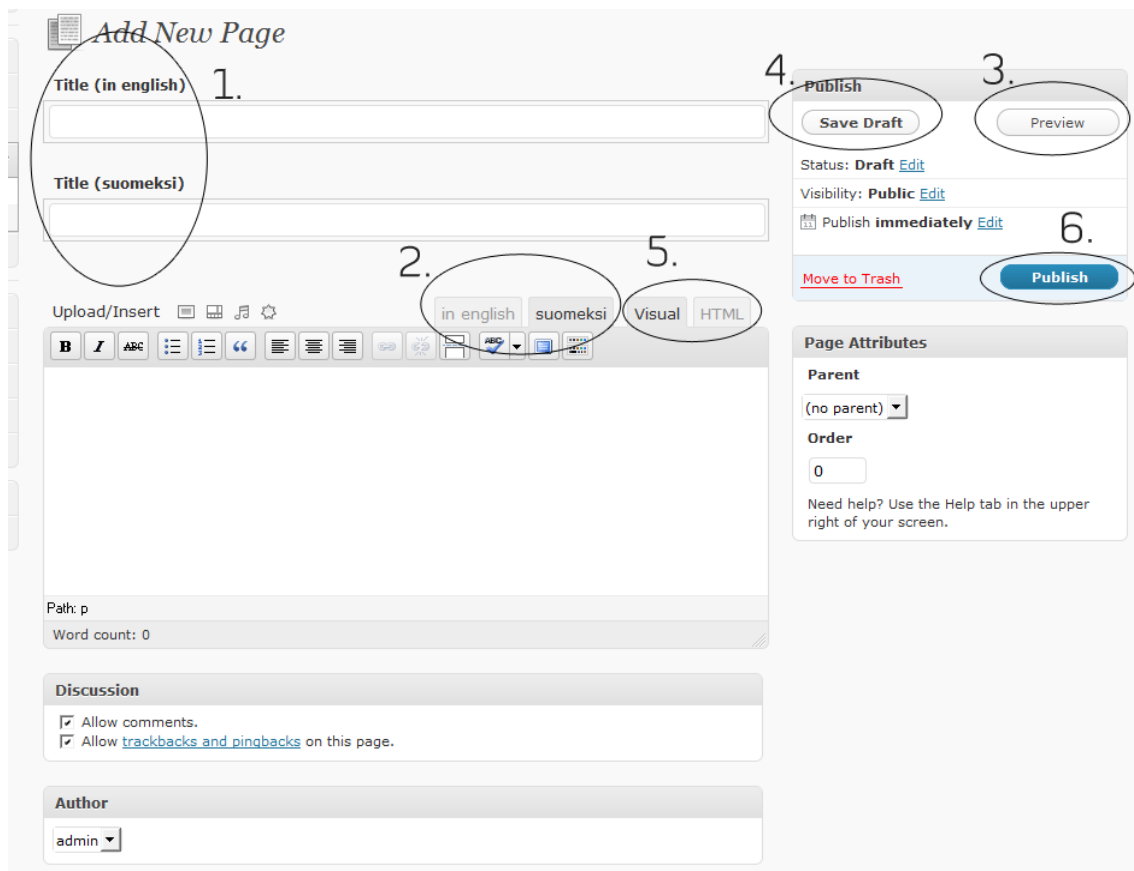 Add New Page
Title (in english)
1.
Title (suomeksi)
2.
5.
Upload/Insert
in english
suomeksi
Visual
HTML
B I ABC
ABC
Path: p
Word count: 0
Discussion
Allow comments.
Allow trackbacks and pingbacks on this page.
Author
admin
4.
3.
Publish
Save Draft
Preview
Status: Draft Edit
Visibility: Public Edit
Publish immediately Edit
6.
Move to Trash
Publish
Page Attributes
Parent
(no parent)
Order
0
Need help? Use the Help tab in the upper
right of your screen.